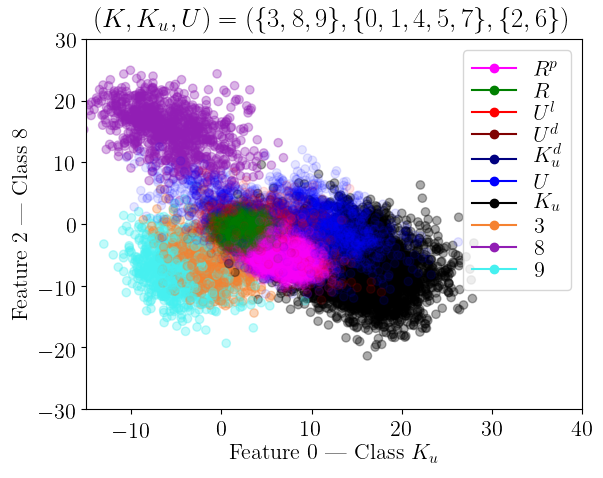 (K, K_u, U) = ({3, 8, 9}, {0, 1, 4, 5, 7}, {2, 6})
30
20
10
0
−10
−20
−30
Feature 2 — Class 8
R^p
R
U^l
U^d
K_u^d
U
K_u
3
8
9
−10 0 10 20 30 40
Feature 0 — Class K_u